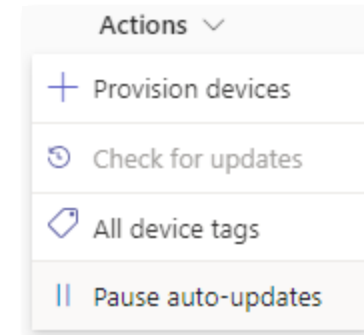 Actions
Provision devices
Check for updates
All device tags
Pause auto-updates